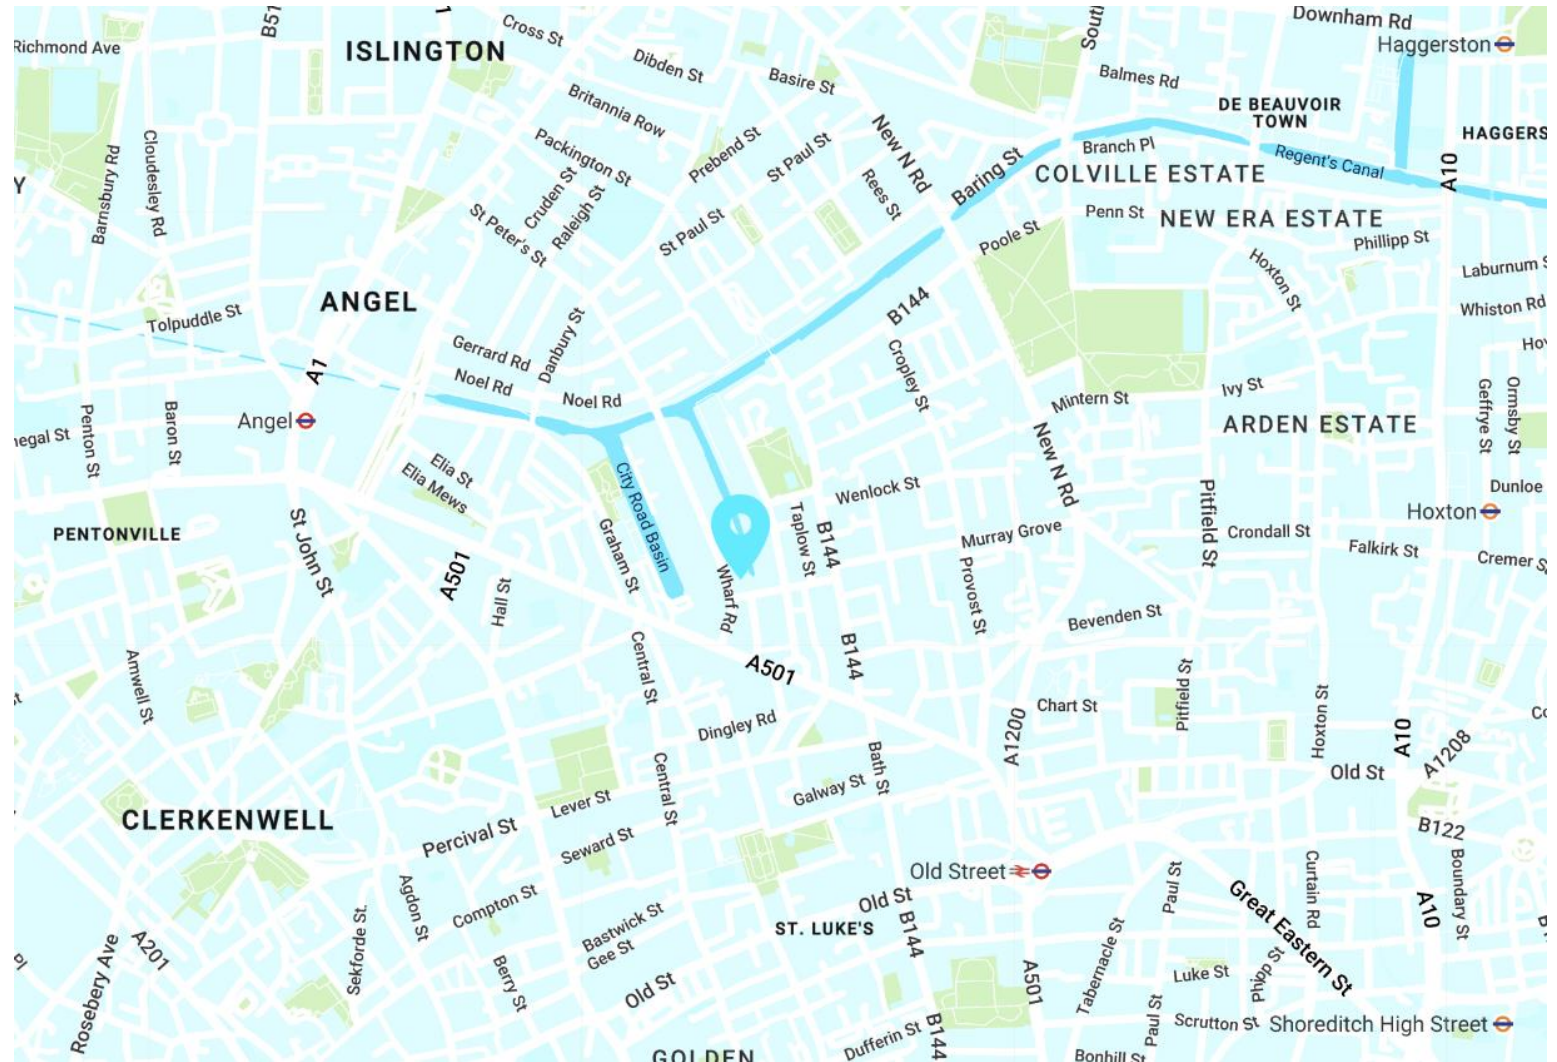 Downham Rd
Richmond Ave
B51
ISLINGTON
1
Cross St
Dibden St
Basire St
Haggerston
Balmes Rd
DE BEAUVOIR
TOWN
HAGGERS
Britannia Row
Packington St
Prebend St
St Paul St
New N Rd
Rees St
Baring St
Branch Pl
Regent's Canal
COLVILLE ESTATE
A10
Y
Barnsbury Rd
Cloudesley Rd
Cruden St
Raleigh St
St Peter's St
St Paul St
Penn St
NEW ERA ESTATE
Poole St
Phillipp St
Hoxton St
Laburnum S
Whiston Rd
ANGEL
Tolpuddle St
A1
Gerrard Rd
Danbury St
Noel Rd
Noel Rd
B144
Cropley St
Mintern St
Ivy St
Geffrye St
Ormsby St
Angel
Penton St
Baron St
negal St
ARDEN ESTATE
New N Rd
Elia St
Elia Mews
City Road Basin
Wenlock St
Pitfield St
Dunloe
Hoxton
PENTONVILLE
St John St
A501
Graham St
Taplow St
B144
Murray Grove
Crondall St
Falkirk St
Cremer S
Hall St
Wharf Rd
Provost St
Bevenden St
Amwell St
Central St
A501
B144
Pitfield St
Hoxton St
Chart St
Dingley Rd
A1200
A10
A1208
Central St
Bath St
Old St
CLERKENWELL
Lever St
Galway St
Percival St
Seward St
B122
Old Street
Agdon St
Compton St
Old St
ST. LUKE'S
Paul St
Great Eastern St
Curtain Rd
Boundary St
A10
Rosebery Ave
A201
Sekforde St.
Berry St
Bastwick St
Gee St
Old St
B144
A501
Tabernacle St
Luke St
Phipp St
Paul St
Scrutton St
Shoreditch High Street
Dufferin St
B144
Bonhill St
GOLDEN